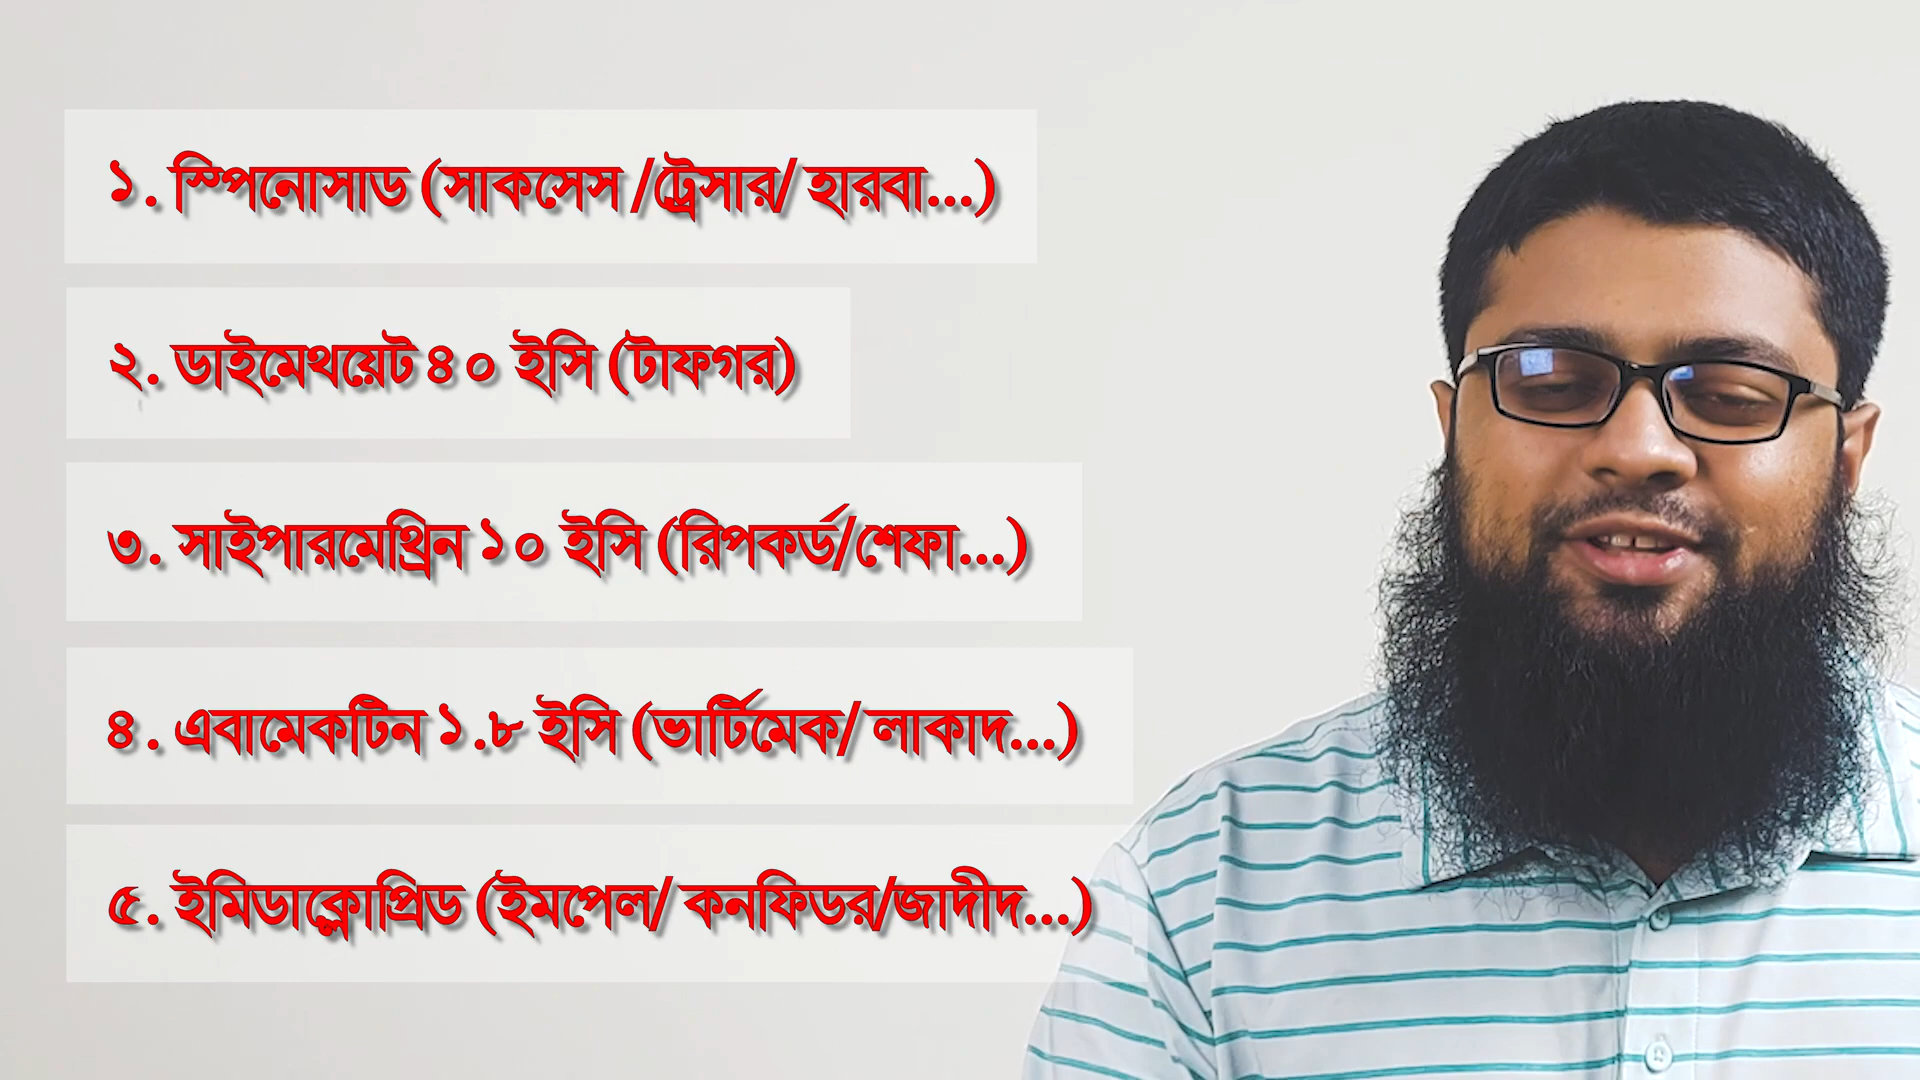 ১. স্পিনোসাড (সাকসেস /ট্রেসার/ হারবা...)
২. ডাইমেথয়েট ৪০ ইসি (টাফগর)
৩. সাইপারমেথ্রিন ১০ ইসি (রিপকর্ড/শেফা...)
৪. এবামেকটিন ১.৮ ইসি (ভার্টিমেক/ লাকাদ...)
৫. ইমিডাক্লোপ্রিড (ইমপেল/ কনফিডর/জাদীদ...)